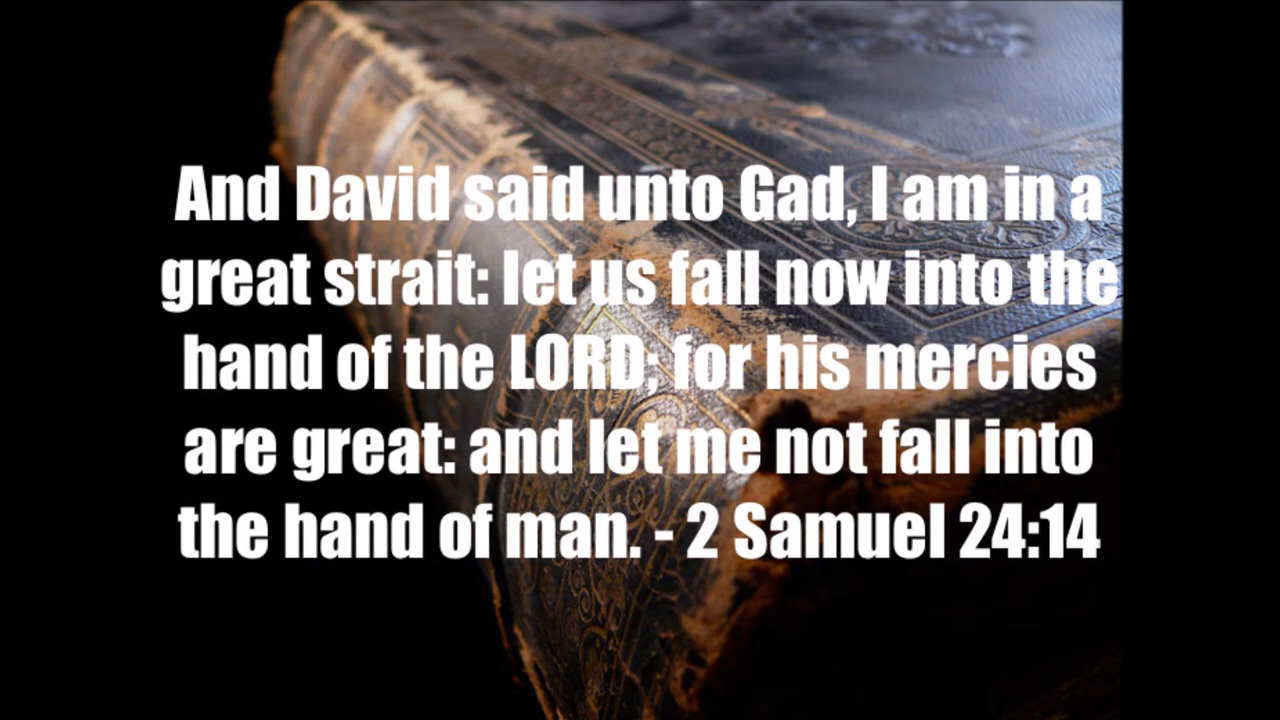 And David said unto Gad, I am in a
great strait: let us fall now into the
hand of the LORD; for his mercies
are great: and let me not fall into
the hand of man. - 2 Samuel 24:14